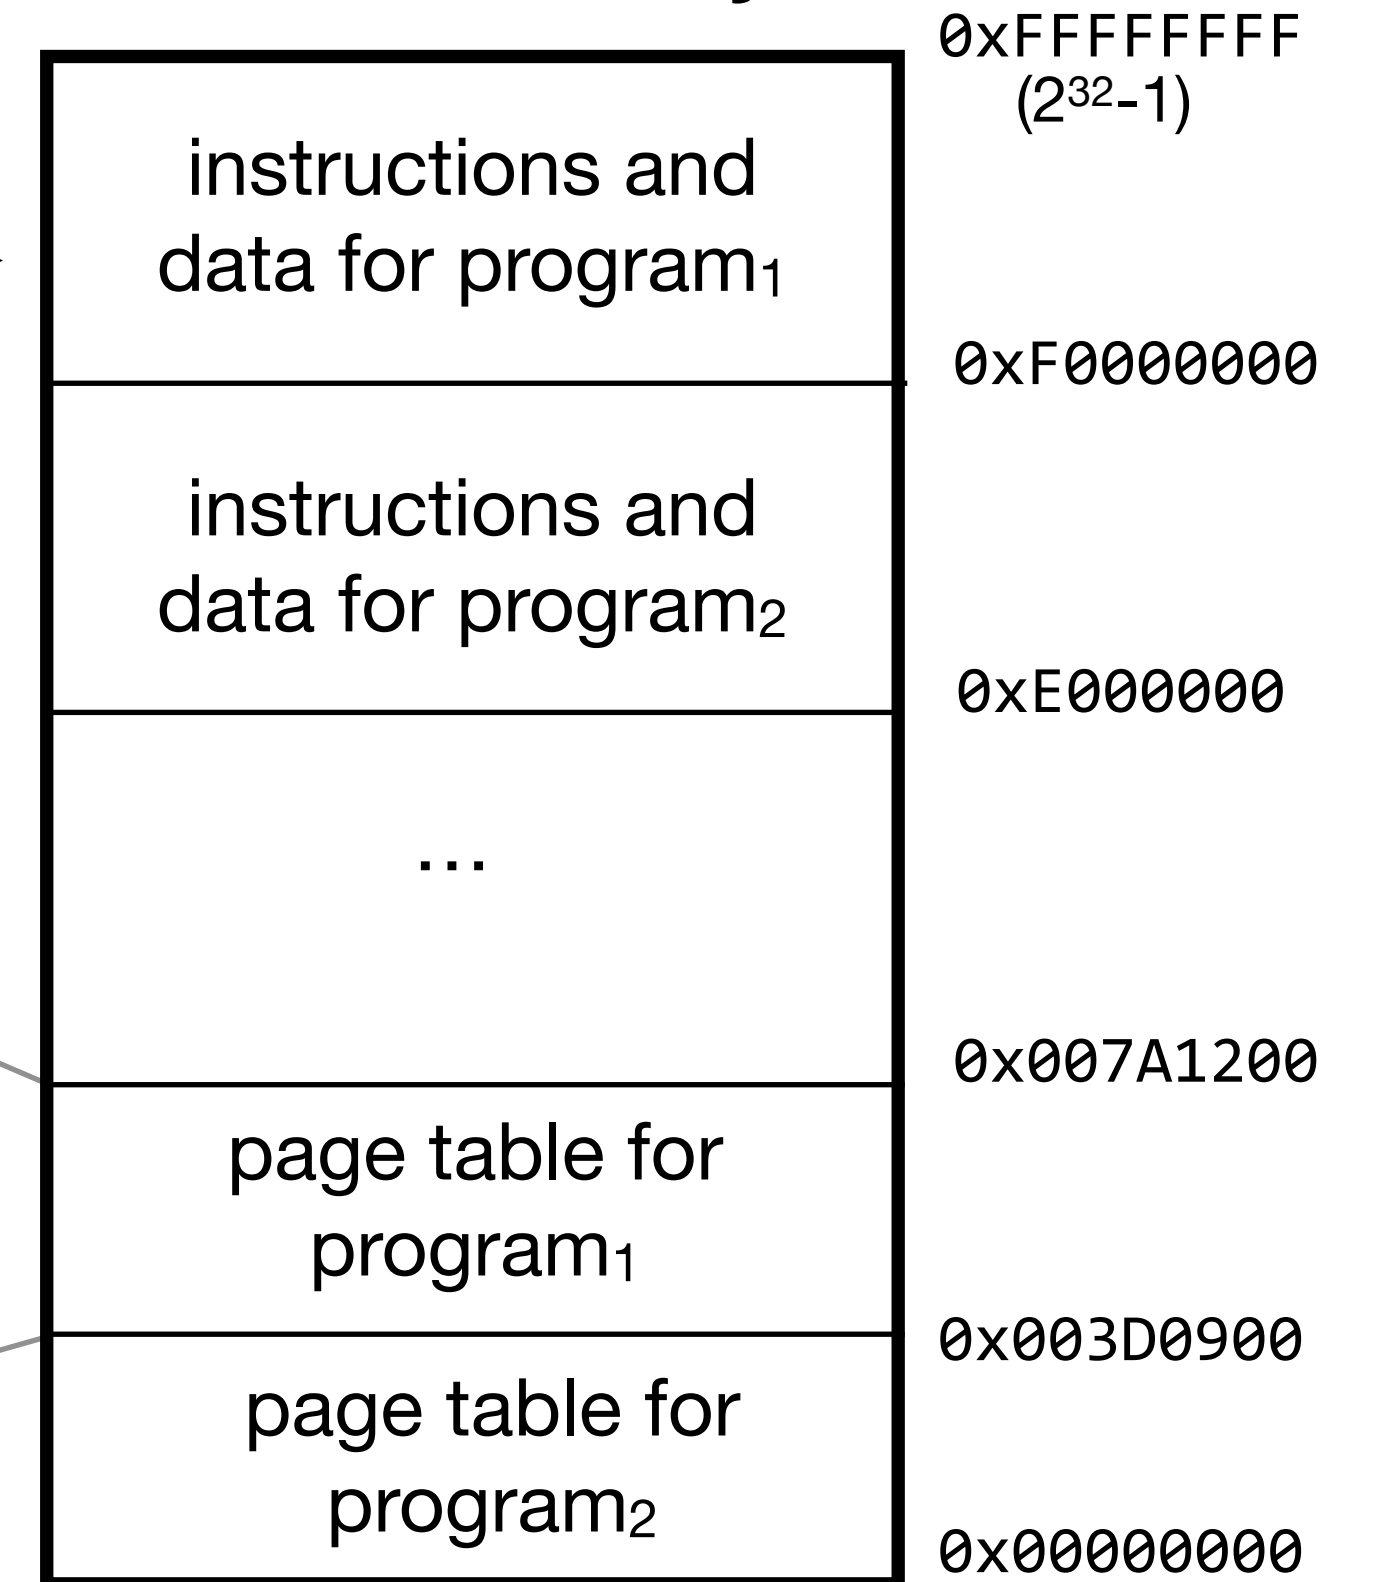 0xFFFFFFFF
(2³²-1)
instructions and
data for program₁
0xF0000000
instructions and
data for program₂
0xE000000
...
0x007A1200
page table for
program₁
0x003D0900
page table for
program₂
0x00000000